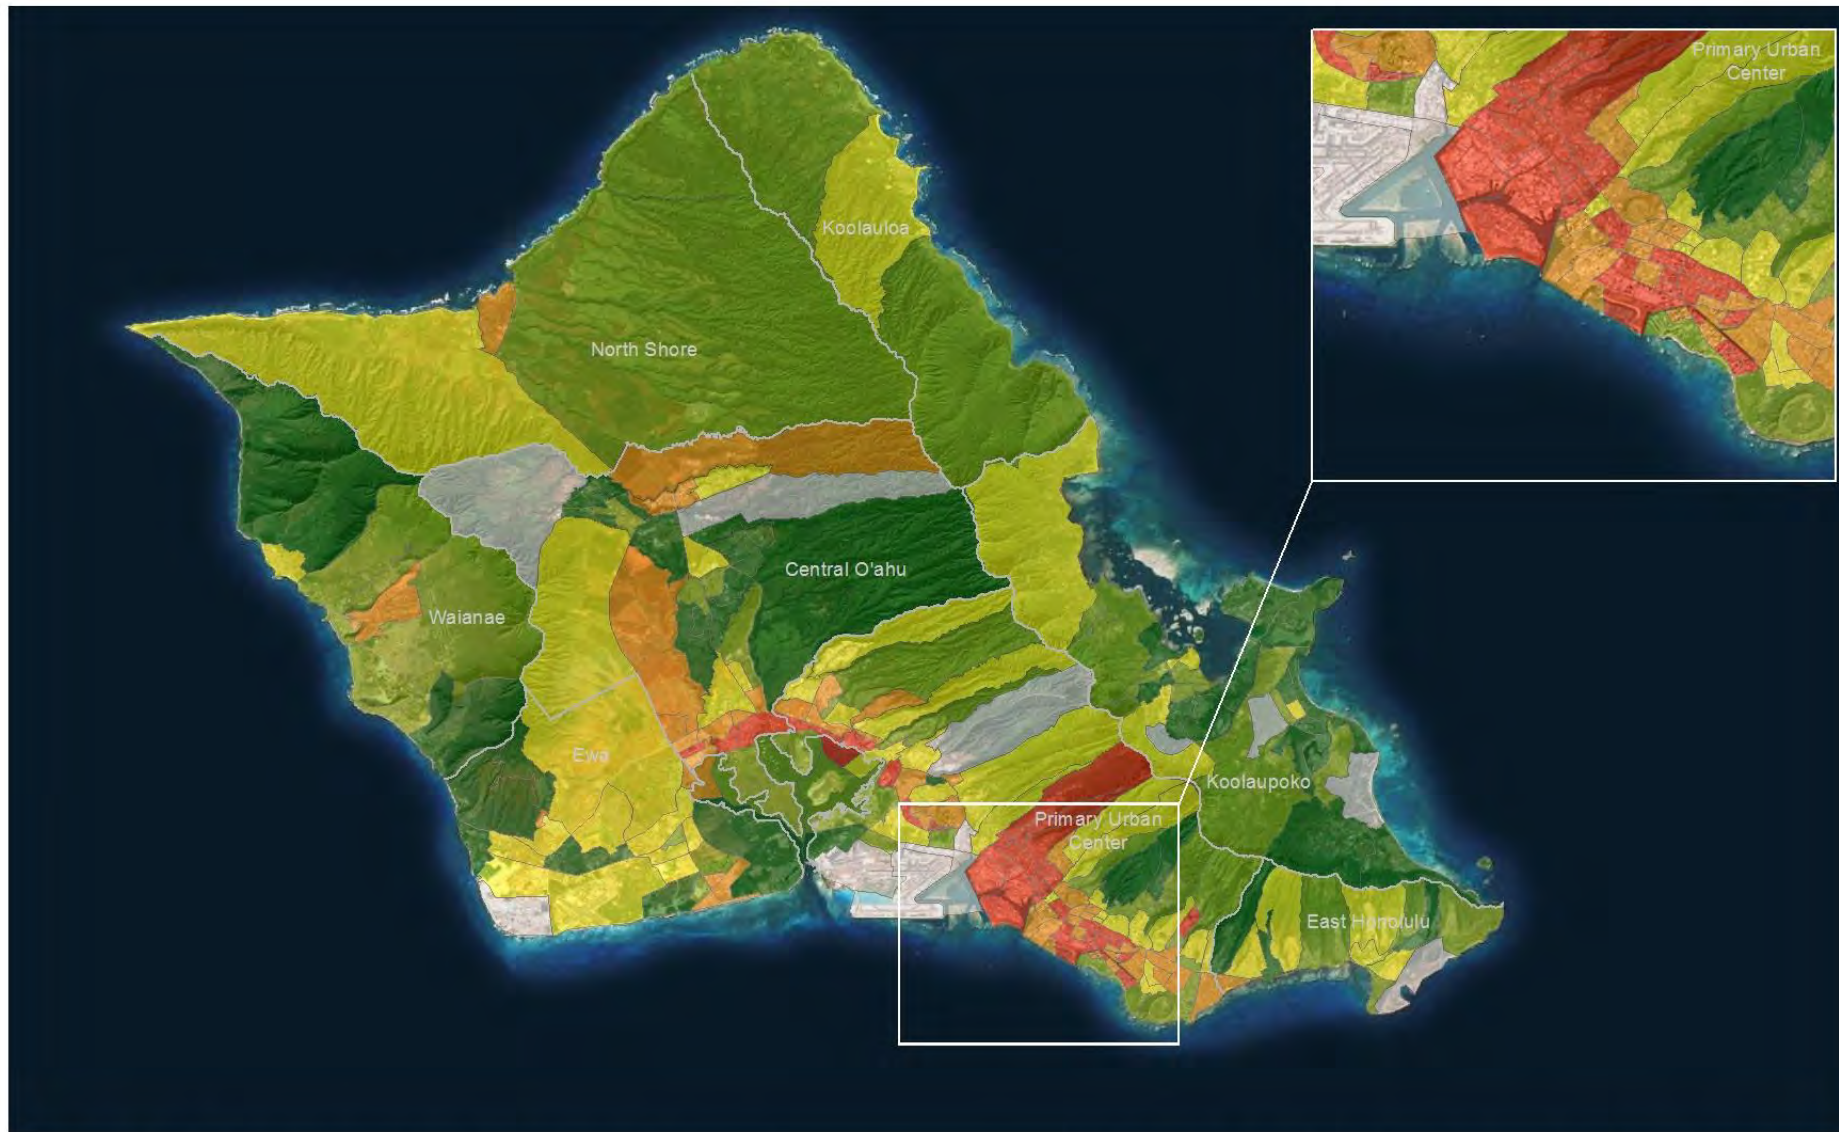 Primary Urban
Center
Koolauloa
North Shore
Central O'ahu
Waianae
Ewa
Koolaupoko
Primary Urban
Center
East Honolulu